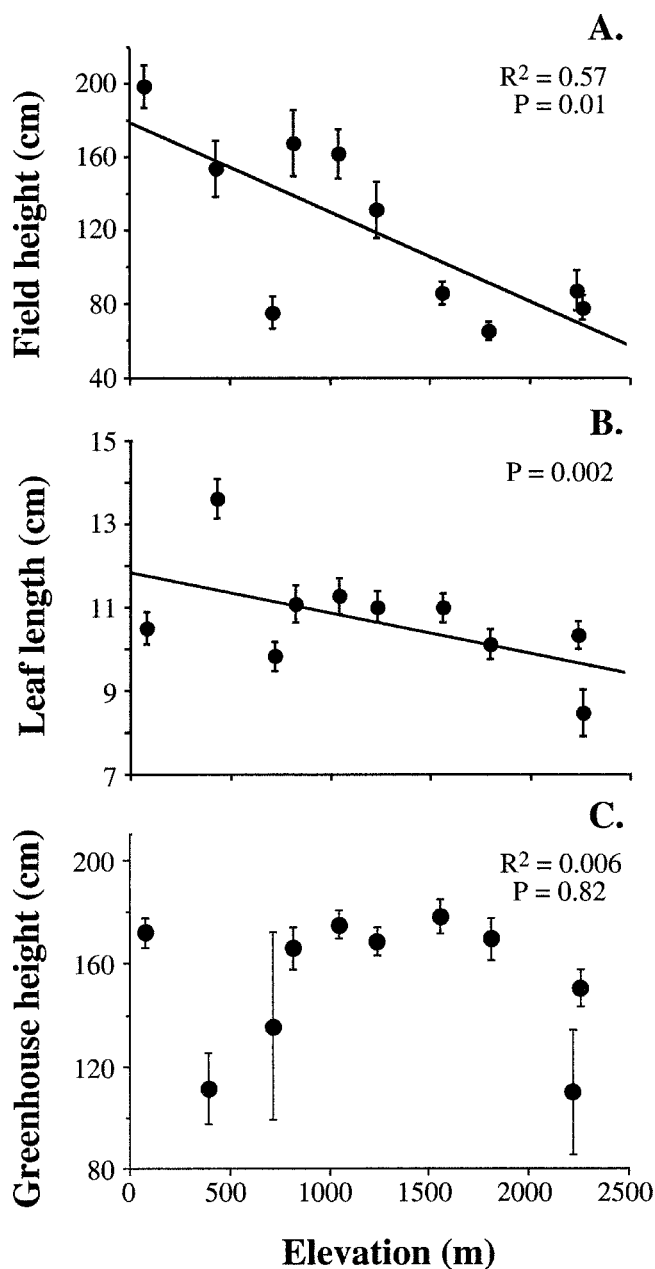 A.
R² = 0.57
P = 0.01
Field height (cm)
200
160
120
80
40
B.
P = 0.002
Leaf length (cm)
15
13
11
9
7
C.
R² = 0.006
P = 0.82
Greenhouse height (cm)
200
160
120
80
0 500 1000 1500 2000 2500
Elevation (m)